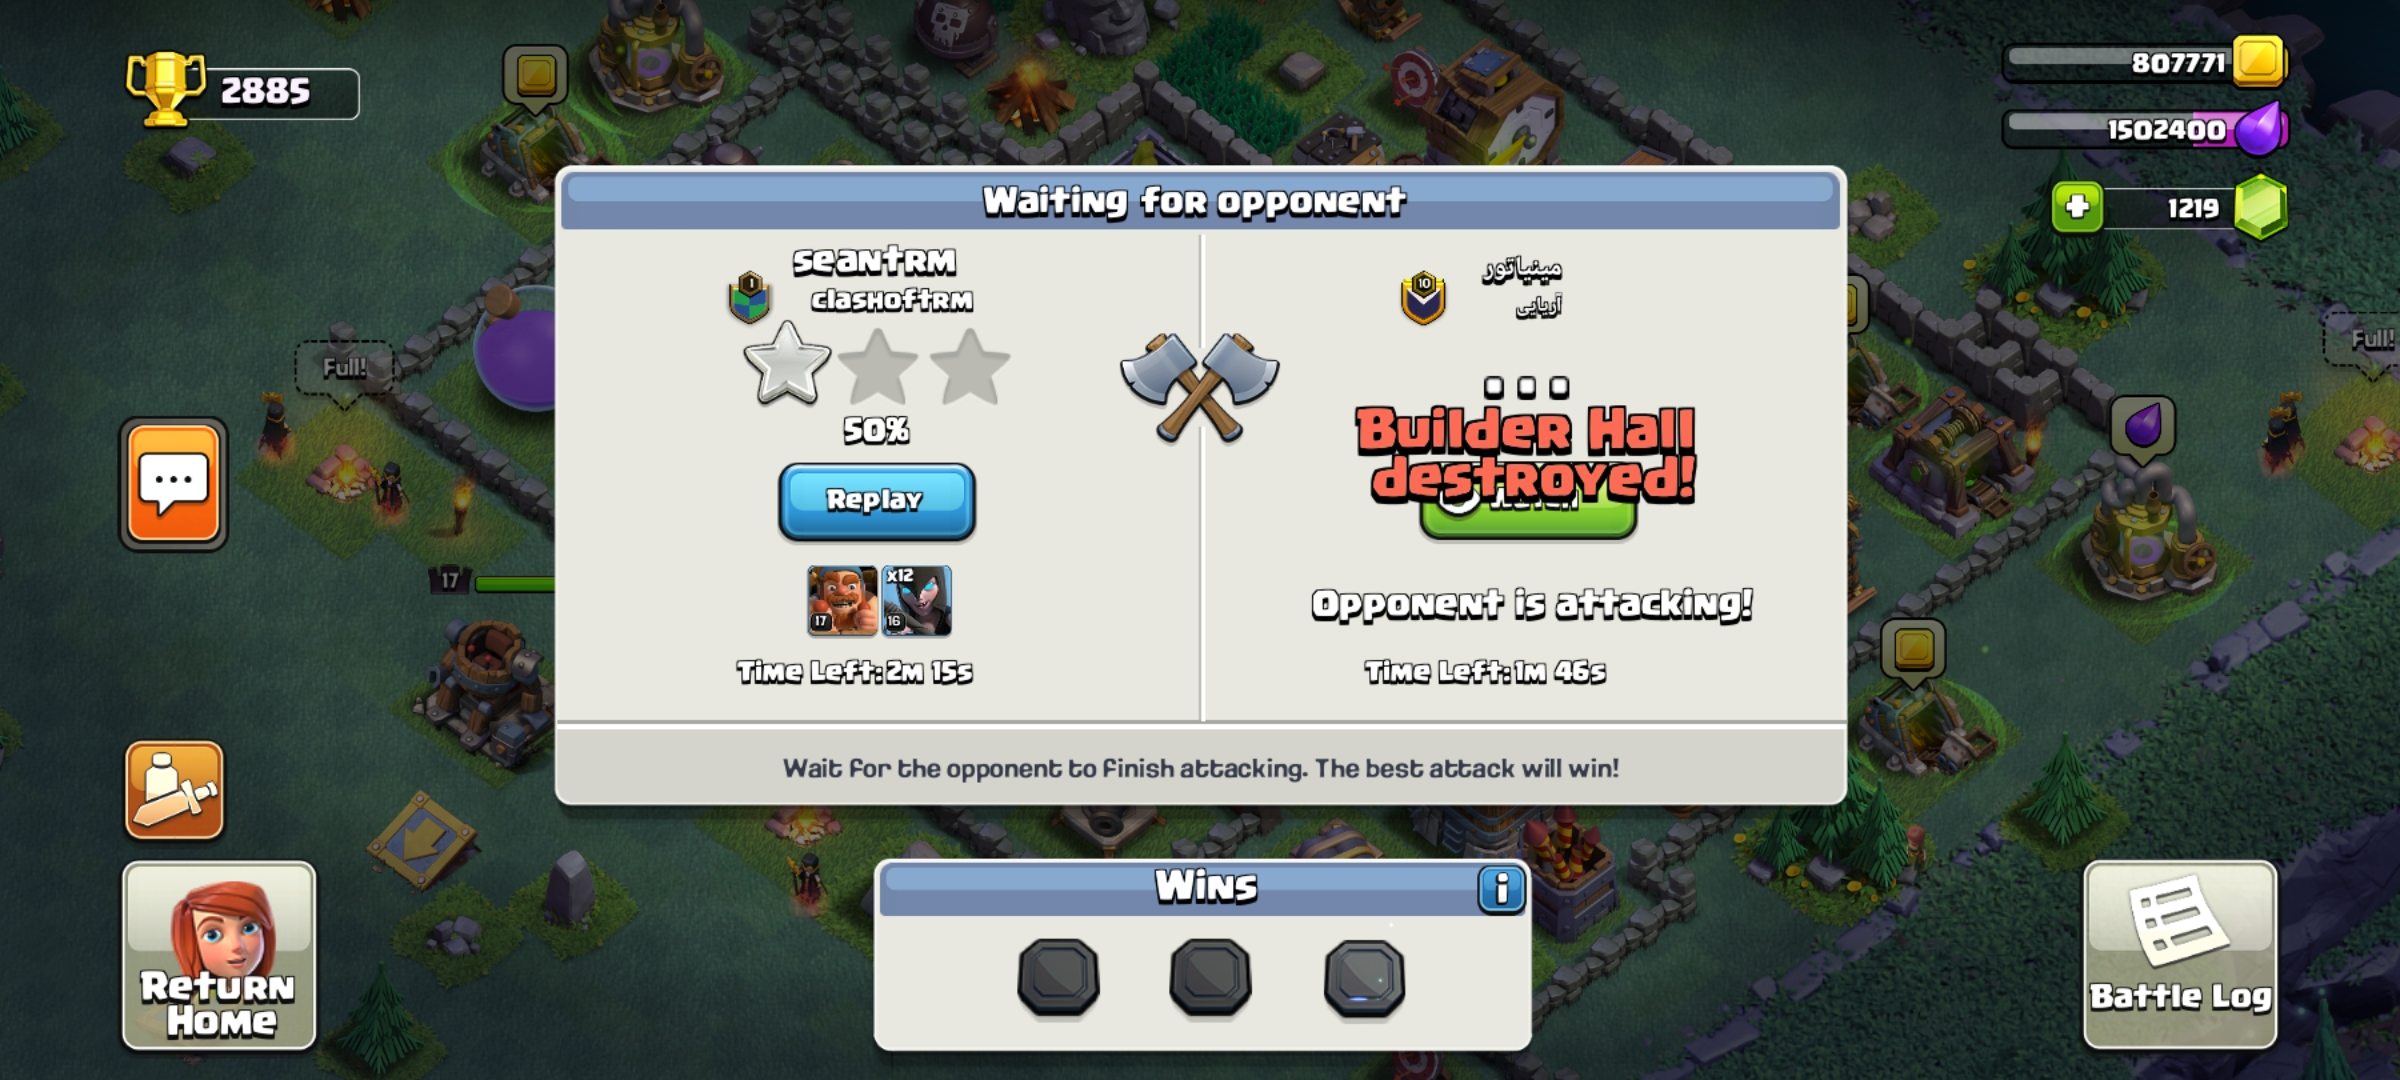 2885
807771
1502400
1219
Waiting for opponent
seantrm
1
clashoftrm
50%
Replay
17
x12
16
Time Left:2m 15s
مینیاتور
10
آریایی
Builder Hall
destroyed!
Opponent is attacking!
Time Left:1m 46s
Wait for the opponent to finish attacking. The best attack will win!
Full!
Full!
17
Return
Home
Wins
i
Battle Log